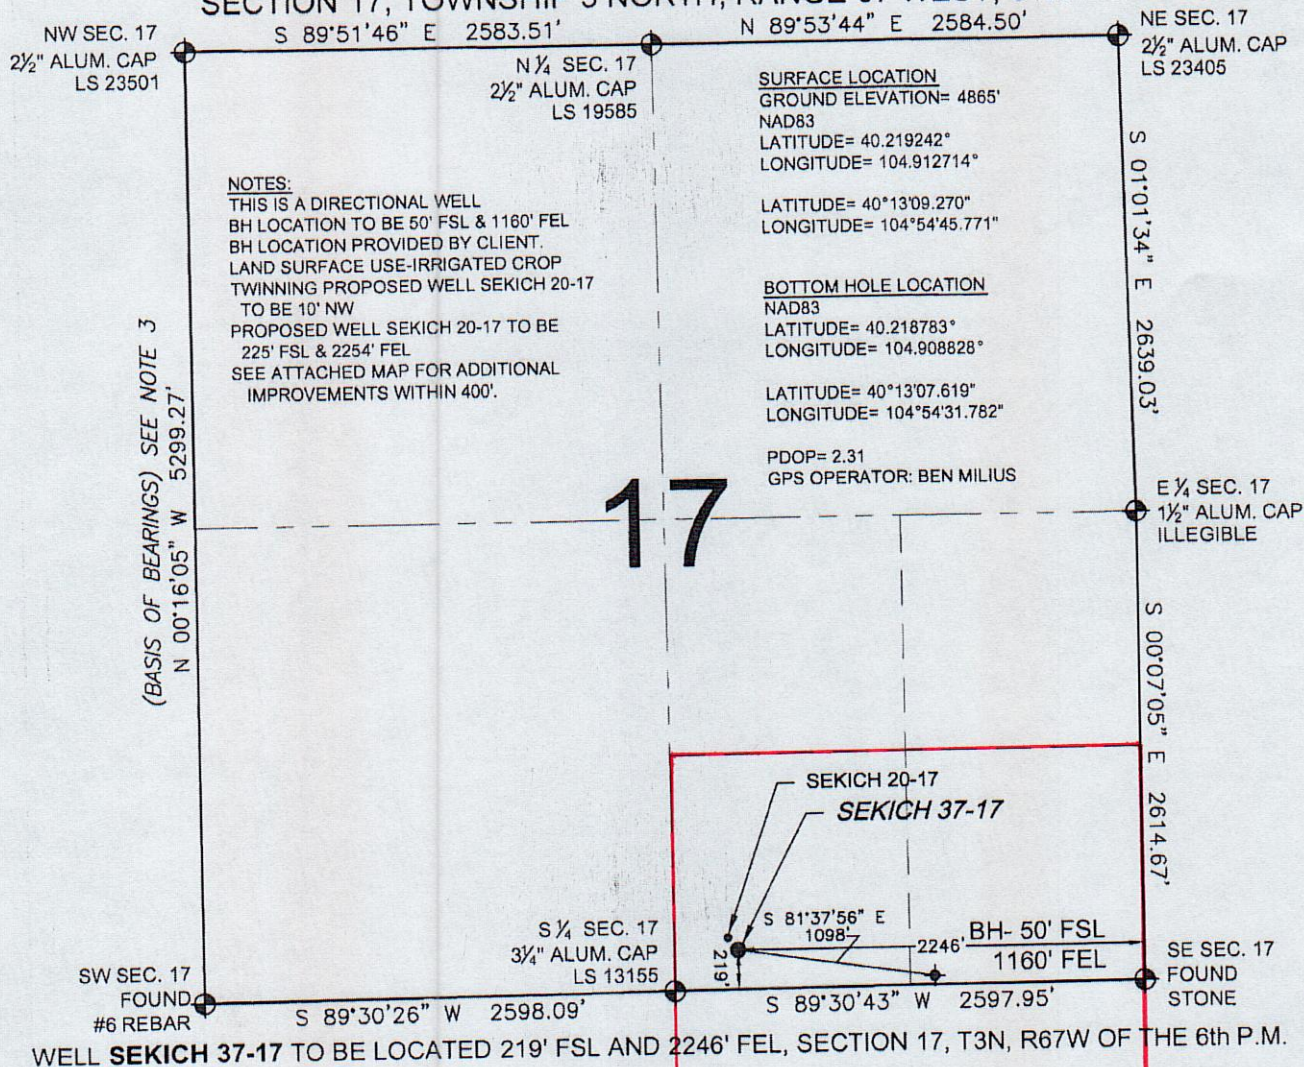 SECTION 17, TOWNSHIP 3 NORTH, RANGE 67 WEST,
NW SEC. 17
2½" ALUM. CAP
LS 23501
S 89°51'46" E 2583.51'
N ¼ SEC. 17
2½" ALUM. CAP
LS 19585
N 89°53'44" E 2584.50'
NE SEC. 17
2½" ALUM. CAP
LS 23405
SURFACE LOCATION
GROUND ELEVATION= 4865'
NAD83
LATITUDE= 40.219242°
LONGITUDE= 104.912714°
LATITUDE= 40°13'09.270"
LONGITUDE= 104°54'45.771"
NOTES:
THIS IS A DIRECTIONAL WELL
BH LOCATION TO BE 50' FSL & 1160' FEL
BH LOCATION PROVIDED BY CLIENT.
LAND SURFACE USE-IRRIGATED CROP
TWINNING PROPOSED WELL SEKICH 20-17
TO BE 10' NW
PROPOSED WELL SEKICH 20-17 TO BE
225' FSL & 2254' FEL
SEE ATTACHED MAP FOR ADDITIONAL
IMPROVEMENTS WITHIN 400'.
BOTTOM HOLE LOCATION
NAD83
LATITUDE= 40.218783°
LONGITUDE= 104.908828°
LATITUDE= 40°13'07.619"
LONGITUDE= 104°54'31.782"
PDOP= 2.31
GPS OPERATOR: BEN MILIUS
S 01°01'34" E 2639.03'
(BASIS OF BEARINGS) SEE NOTE 3
N 00°16'05" W 5299.27'
17
E ¼ SEC. 17
1½" ALUM. CAP
ILLEGIBLE
S 00°07'05" E 2614.67'
SEKICH 20-17
SEKICH 37-17
S 81°37'56" E
1098'
219'
2246'
BH- 50' FSL
1160' FEL
S ¼ SEC. 17
3¼" ALUM. CAP
LS 13155
SE SEC. 17
FOUND
STONE
SW SEC. 17
FOUND
#6 REBAR
S 89°30'26" W 2598.09'
S 89°30'43" W 2597.95'
WELL SEKICH 37-17 TO BE LOCATED 219' FSL AND 2246' FEL, SECTION 17, T3N, R67W OF THE 6th P.M.